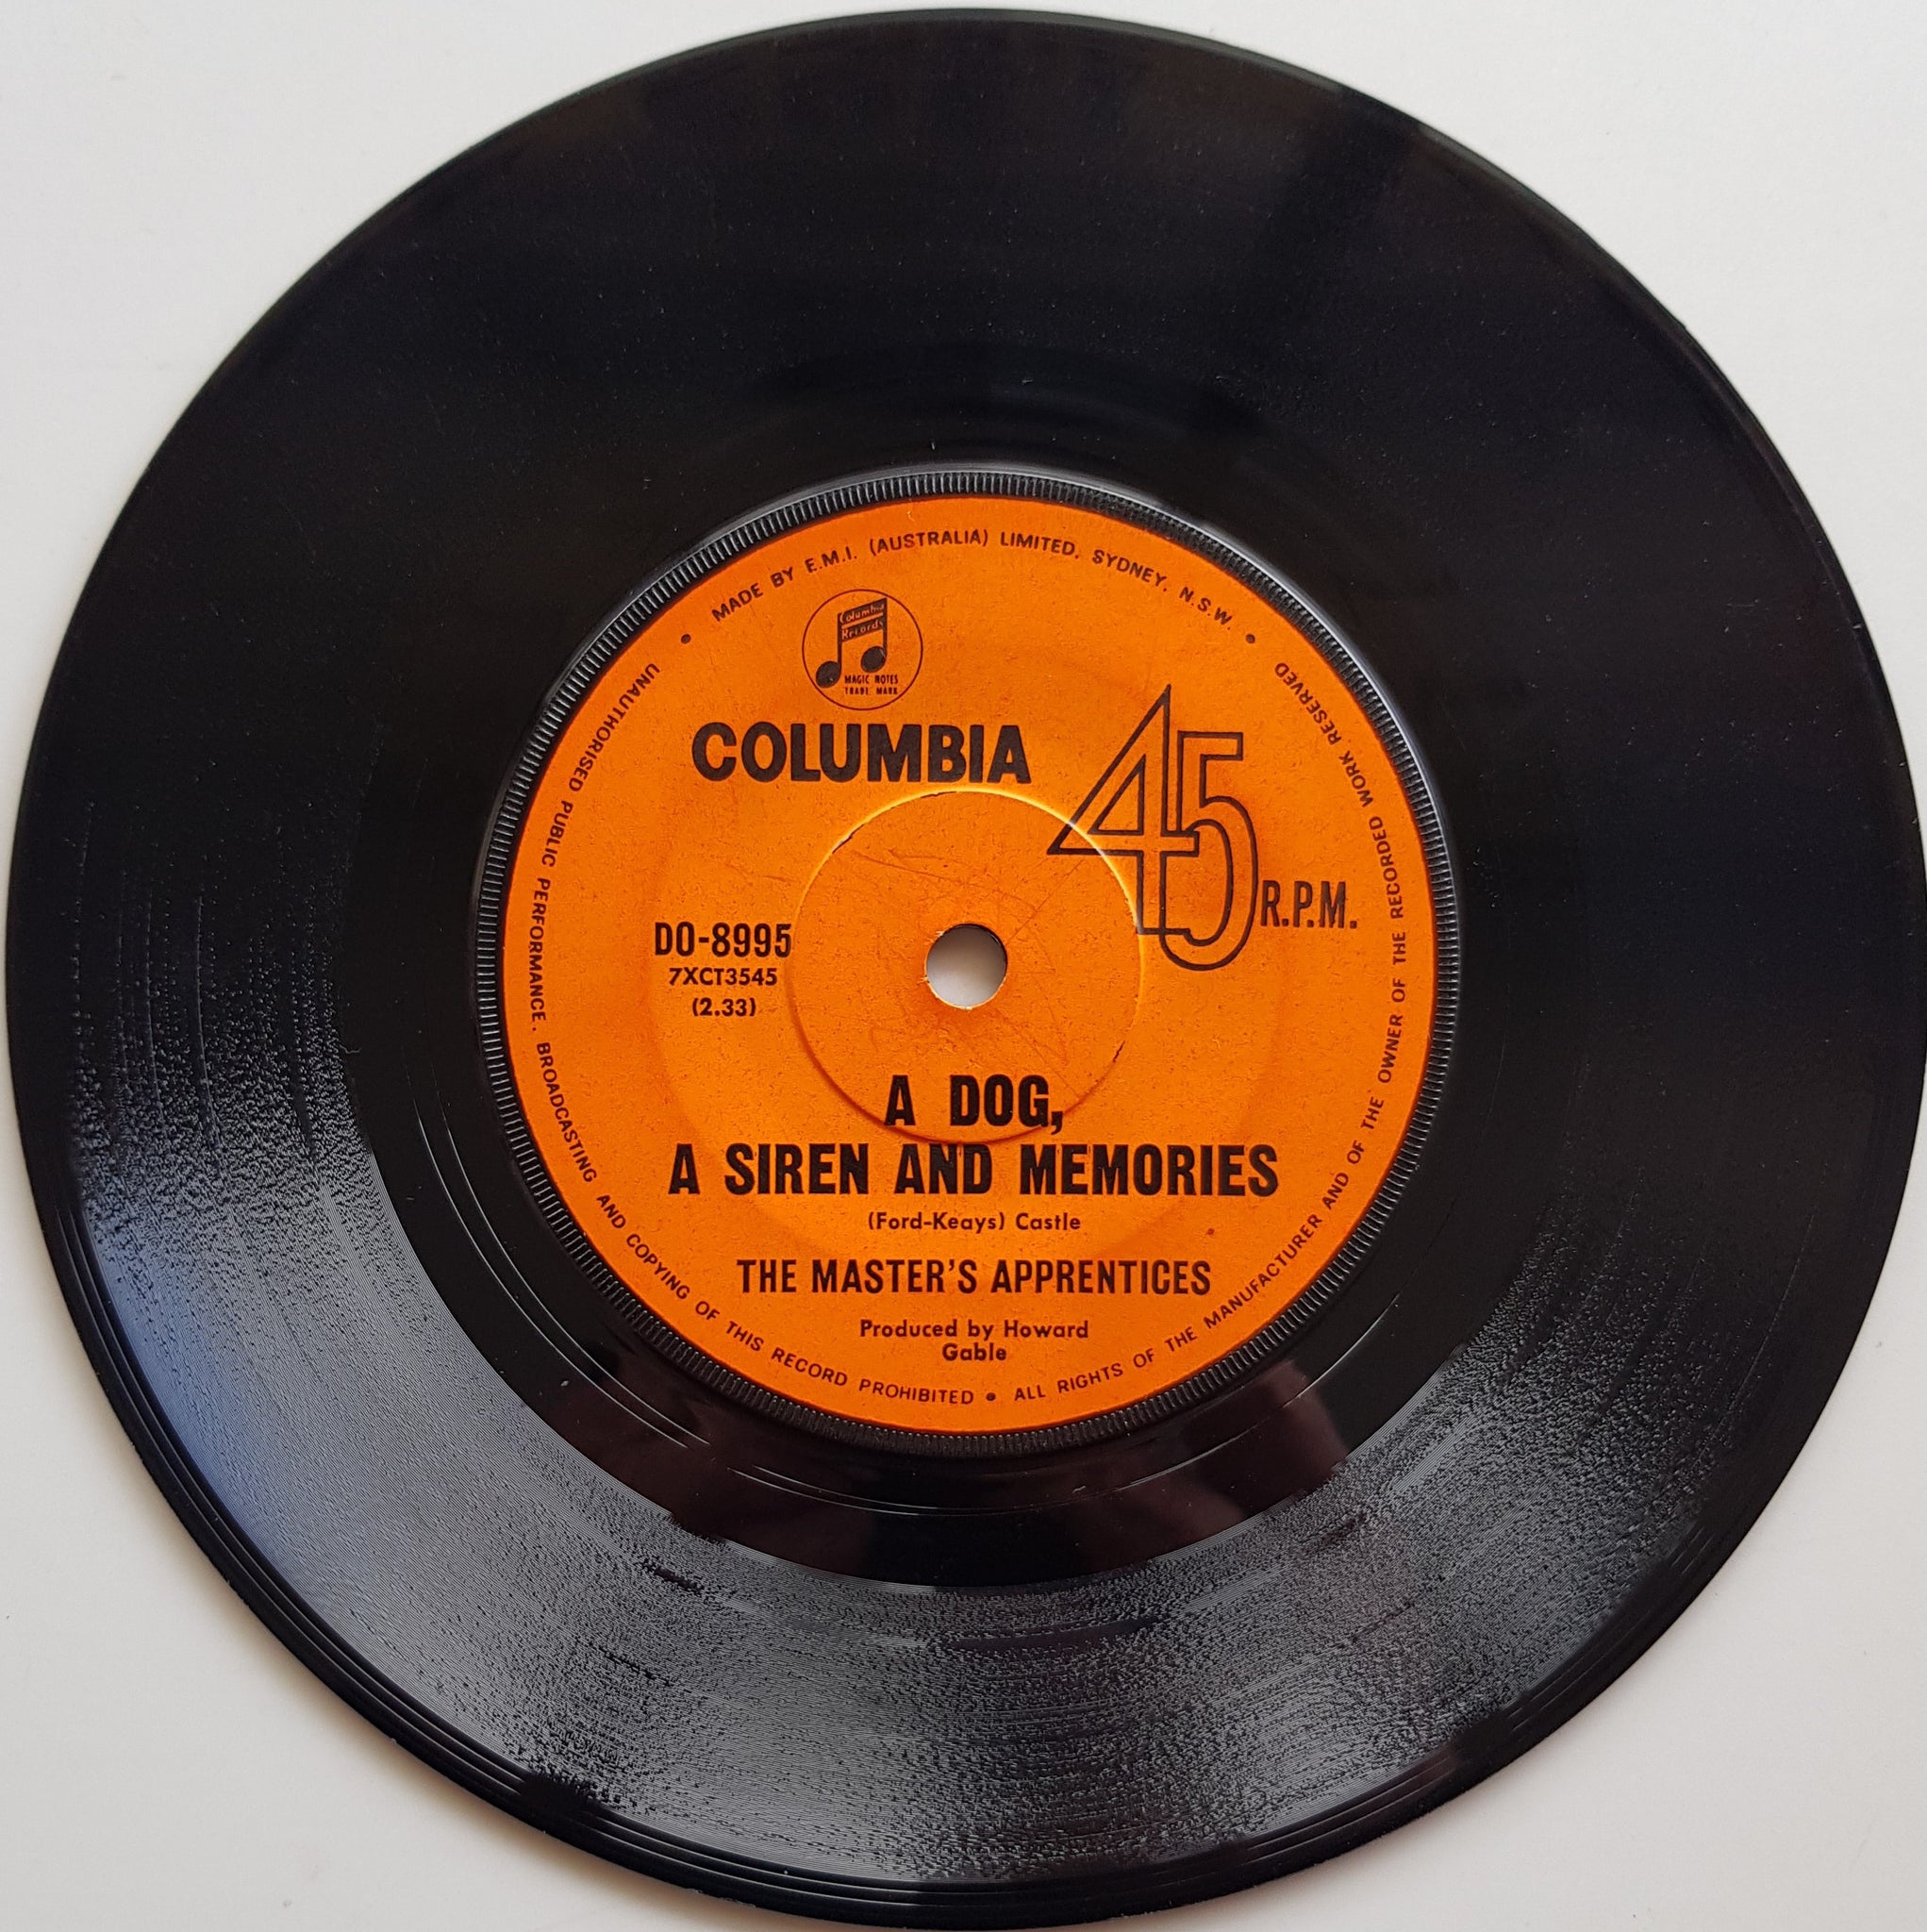 MADE BY E.M.I. (AUSTRALIA) LIMITED. SYDNEY. N.S.W.
Columbia
Records
MAGIC NOTES
TRADE MARK
COLUMBIA
45 R.P.M.
DO-8995
7XCT3545
(2.33)
A DOG,
A SIREN AND MEMORIES
(Ford-Keays) Castle
THE MASTER'S APPRENTICES
Produced by Howard
Gable
UNAUTHORISED PUBLIC PERFORMANCE. BROADCASTING AND COPYING OF THIS RECORD PROHIBITED • ALL RIGHTS OF THE MANUFACTURER AND OF THE OWNER OF THE RECORDED WORK RESERVED